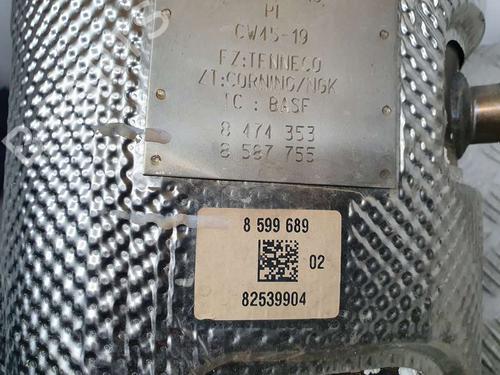 PI
CW45-19
FZ:TENNECO
ZT:CORNING/NGK
TC : BASF
8 474 353
8 587 755
8 599 689
02
82539904